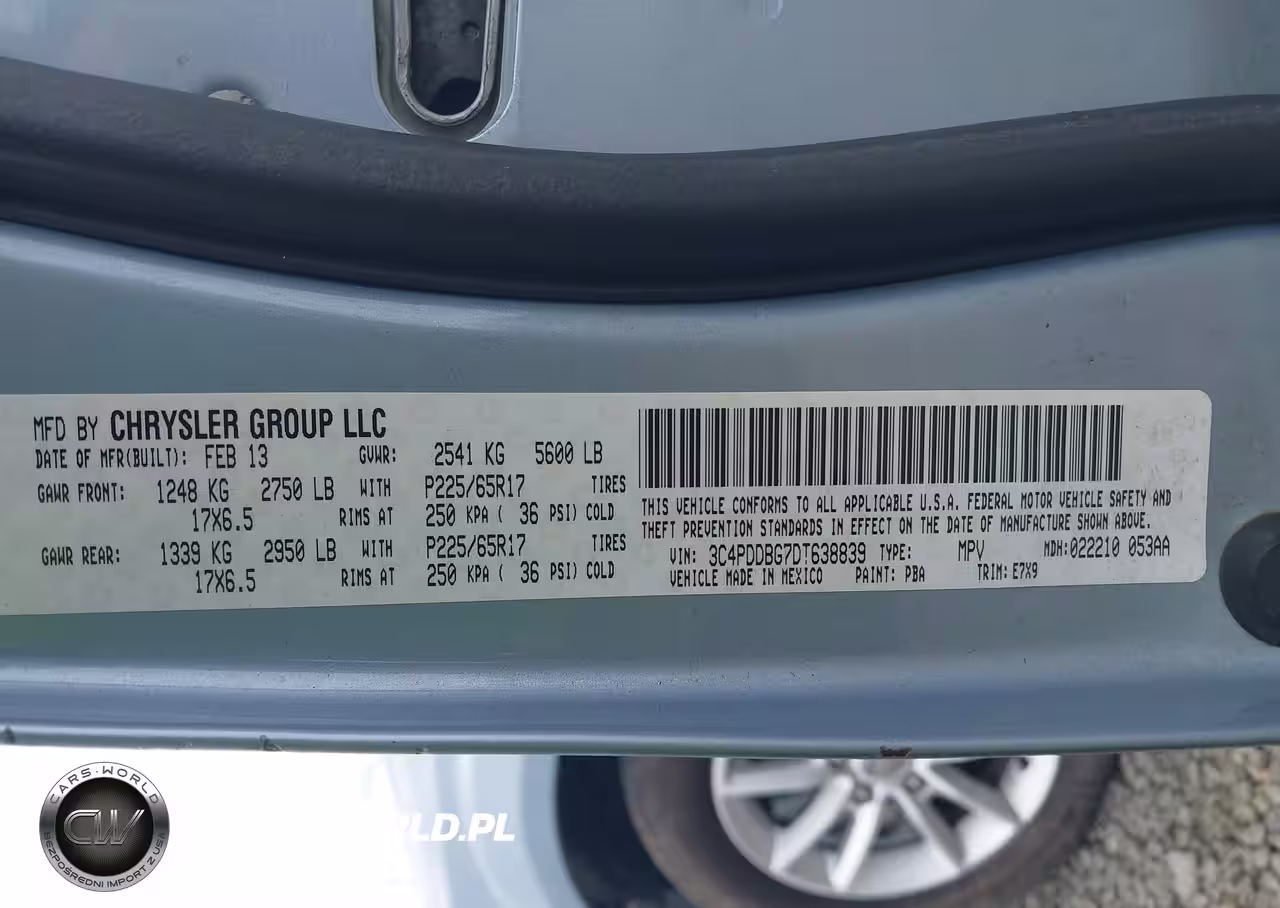 MFD BY CHRYSLER GROUP LLC
DATE OF MFR(BUILT): FEB 13 GVWR: 2541 KG 5600 LB
GAWR FRONT: 1248 KG 2750 LB WITH P225/65R17 TIRES
17X6.5 RIMS AT 250 KPA ( 36 PSI) COLD
GAWR REAR: 1339 KG 2950 LB WITH P225/65R17 TIRES
17X6.5 RIMS AT 250 KPA ( 36 PSI) COLD
THIS VEHICLE CONFORMS TO ALL APPLICABLE U.S.A. FEDERAL MOTOR VEHICLE SAFETY AND
THEFT PREVENTION STANDARDS IN EFFECT ON THE DATE OF MANUFACTURE SHOWN ABOVE.
VIN: 3C4PDDBG7DT638839 TYPE: MPV MDH:022210 053AA
VEHICLE MADE IN MEXICO PAINT: PBA TRIM: E7X9
CARS-WORLD
CW
BEZPOŚREDNI IMPORT Z USA
RLD.PL